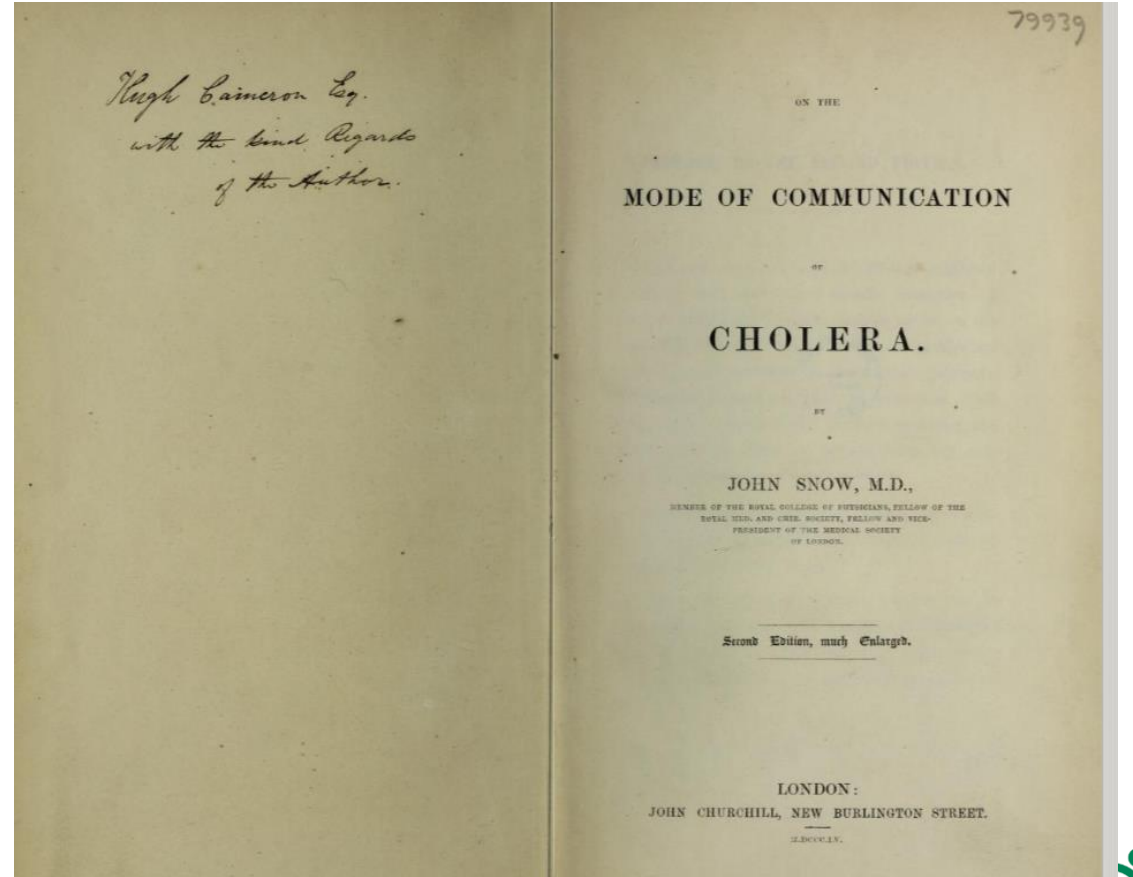 Hugh Cameron Esq.
with the kind Regards
of the Author.
79939
ON THE
MODE OF COMMUNICATION
OF
CHOLERA.
BY
JOHN SNOW, M.D.,
MEMBER OF THE ROYAL COLLEGE OF PHYSICIANS, FELLOW OF THE
ROYAL MED. AND CHIR. SOCIETY, FELLOW AND VICE-
PRESIDENT OF THE MEDICAL SOCIETY
OF LONDON.
Second Edition, much Enlarged.
LONDON:
JOHN CHURCHILL, NEW BURLINGTON STREET.
M.DCCC.LV.